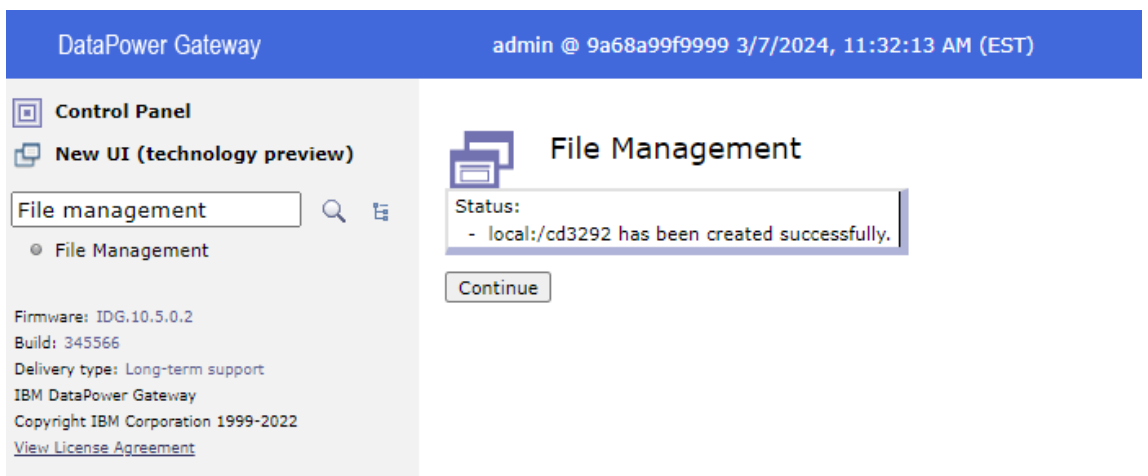 DataPower Gateway
admin @ 9a68a99f9999 3/7/2024, 11:32:13 AM (EST)
Control Panel
New UI (technology preview)
File management
File Management
Firmware: IDG.10.5.0.2
Build: 345566
Delivery type: Long-term support
IBM DataPower Gateway
Copyright IBM Corporation 1999-2022
View License Agreement
File Management
Status:
- local:/cd3292 has been created successfully.
Continue